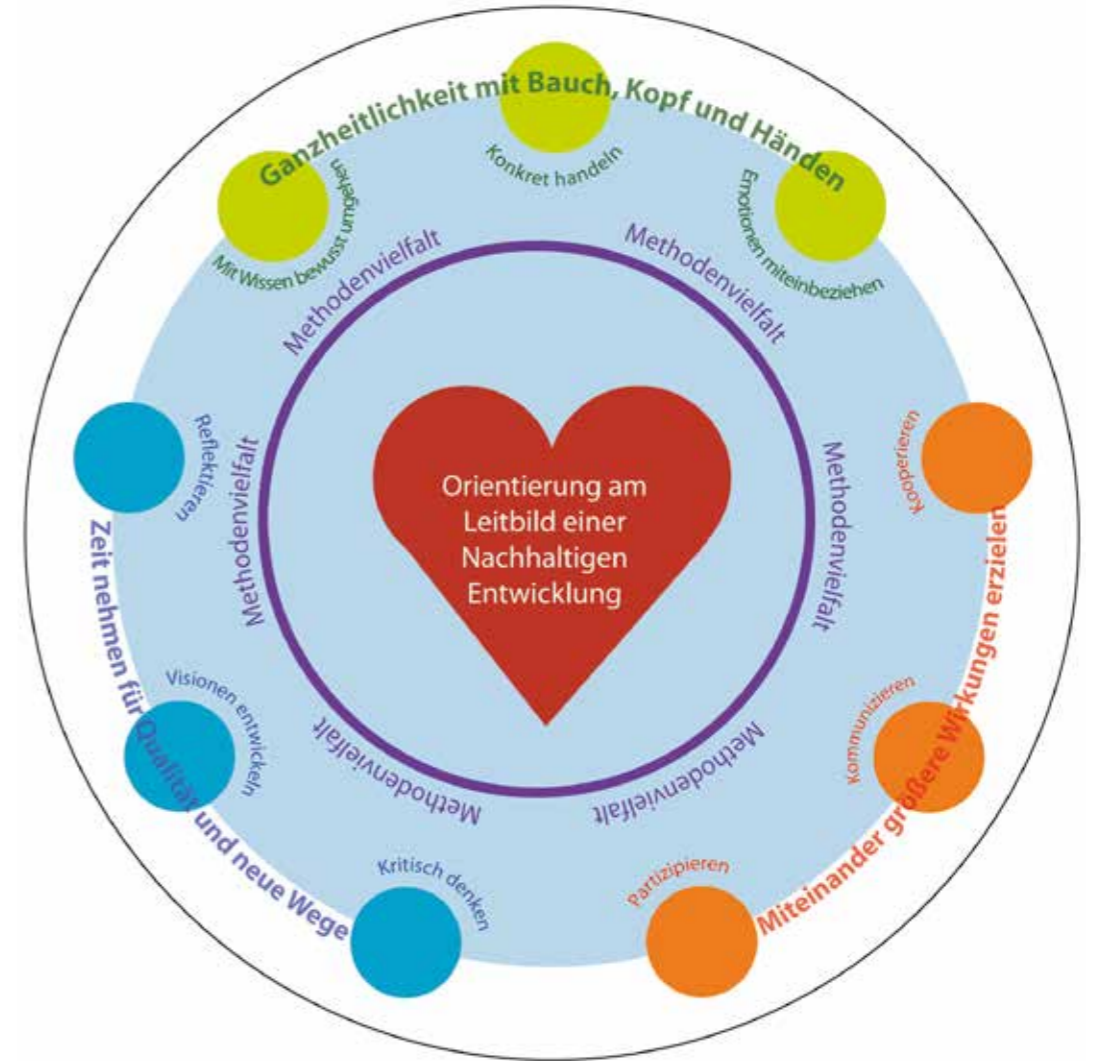 Ganzheitlichkeit mit Bauch, Kopf und Händen
Konkret handeln
Mit Wissen bewusst umgehen
Emotionen miteinbeziehen
Methodenvielfalt
Methodenvielfalt
Reflektieren
Methodenvielfalt
Orientierung am
Leitbild einer
Nachhaltigen
Entwicklung
Methodenvielfalt
Kooperieren
Zeit nehmen für Qualität und neue Wege
Miteinander großere Wirkungen erzielen
Visionen entwickeln
Methodenvielfalt
Methodenvielfalt
Kommunizieren
Kritisch denken
Partizipieren